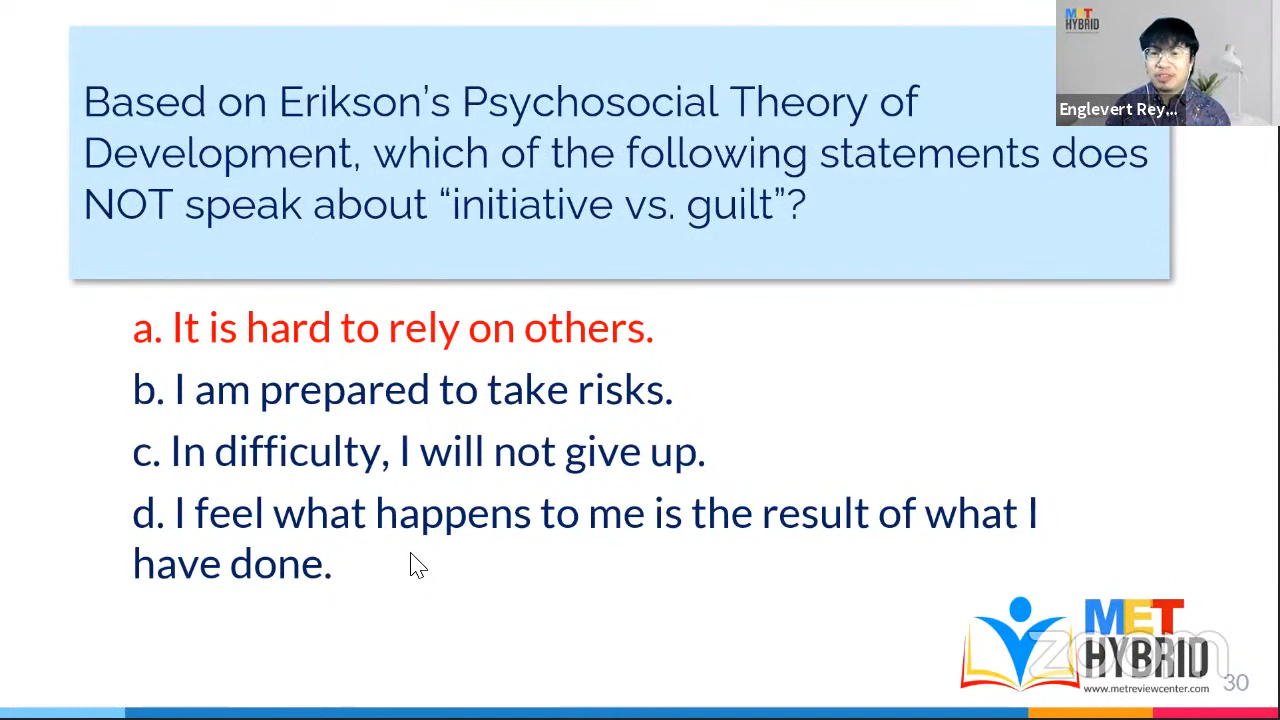 MET
HYBRID
Englevert Rey...
Based on Erikson's Psychosocial Theory of
Development, which of the following statements does
NOT speak about “initiative vs. guilt”?
a. It is hard to rely on others.
b. I am prepared to take risks.
c. In difficulty, I will not give up.
d. I feel what happens to me is the result of what I
have done.
MET
HYBRID
zoom
www.metreviewcenter.com
30